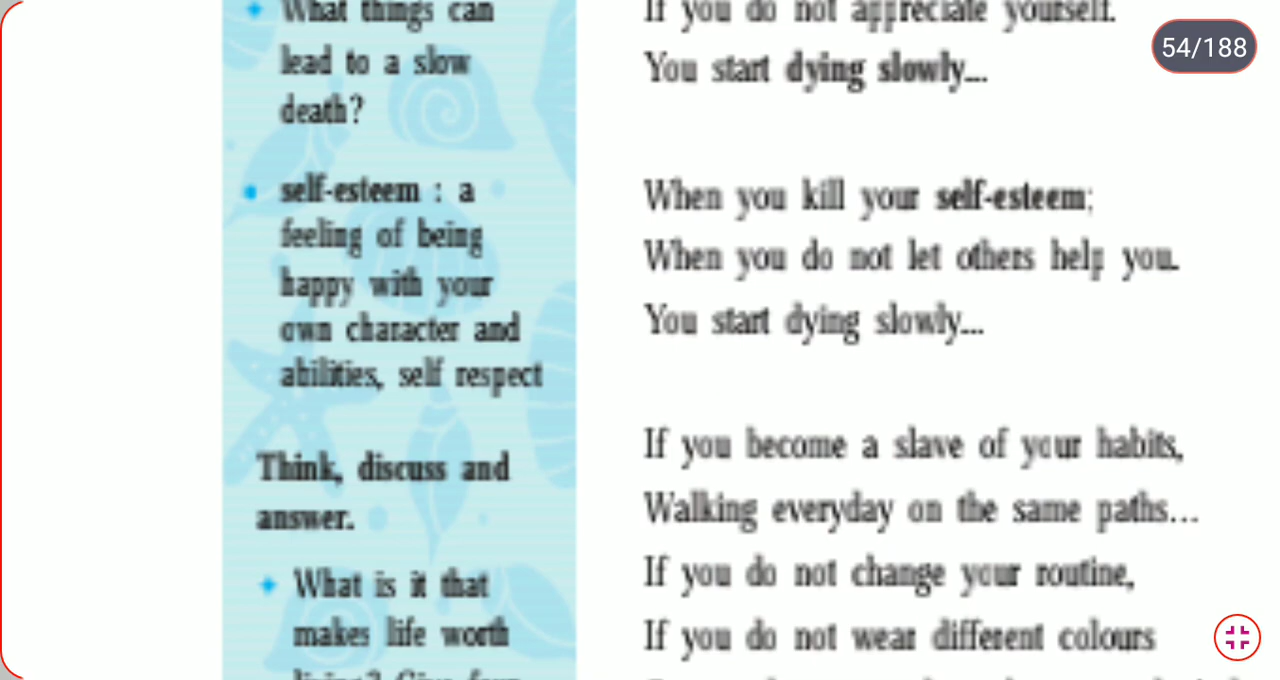 What things can
lead to a slow
death?
self-esteem : a
feeling of being
happy with your
own character and
abilities, self respect
Think, discuss and
answer.
What is it that
makes life worth
living? Give four
If you do not appreciate yourself.
You start dying slowly...
When you kill your self-esteem;
When you do not let others help you.
You start dying slowly...
If you become a slave of your habits,
Walking everyday on the same paths...
If you do not change your routine,
If you do not wear different colours
54/188